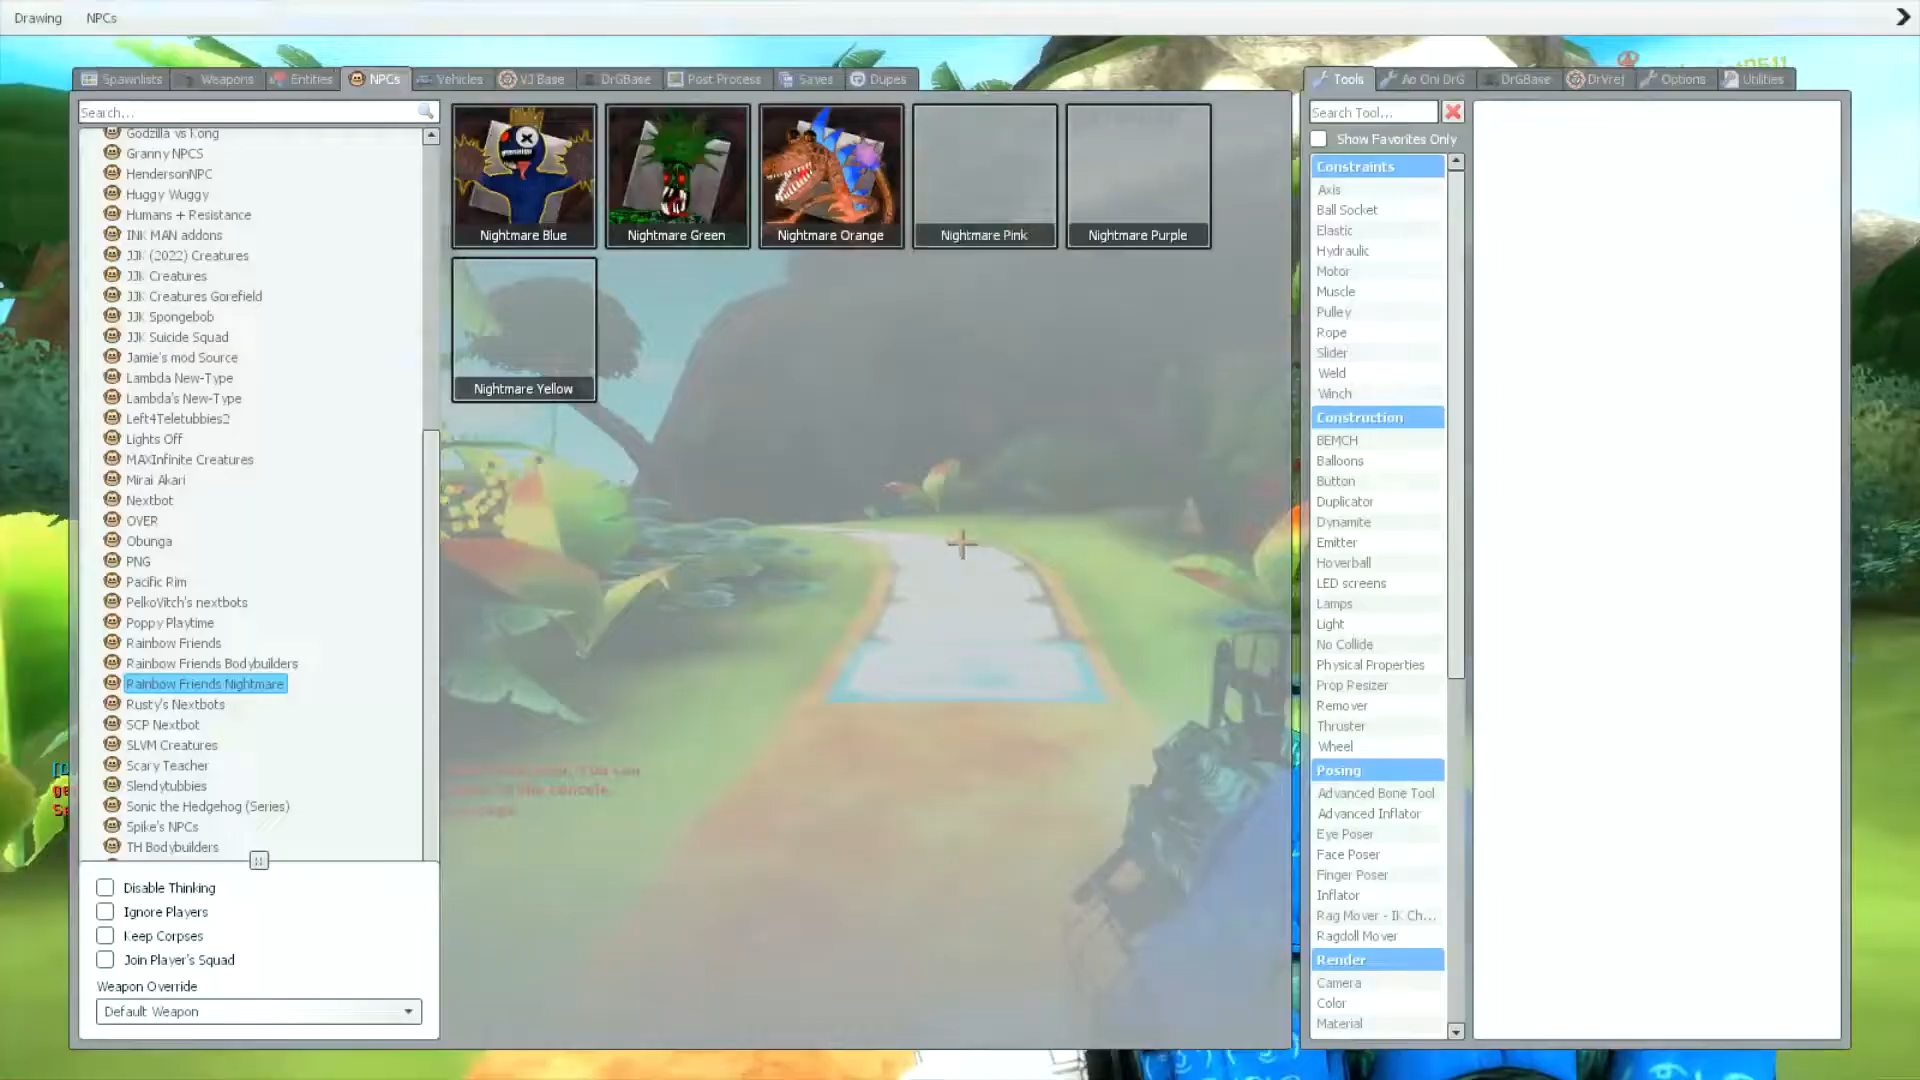 Drawing NPCs
Spawnlists Weapons Entities NPCs Vehicles VJ Base DrGBase Post Process Saves Dupes
Search...
Godzilla vs Kong
Granny NPCS
HendersonNPC
Huggy Wuggy
Humans + Resistance
INK MAN addons
JJK (2022) Creatures
JJK Creatures
JJK Creatures Gorefield
JJK Spongebob
JJK Suicide Squad
Jamie's mod Source
Lambda New-Type
Lambda's New-Type
Left4Teletubbies2
Lights Off
MAXInfinite Creatures
Mirai Akari
Nextbot
OVER
Obunga
PNG
Pacific Rim
PelkoVitch's nextbots
Poppy Playtime
Rainbow Friends
Rainbow Friends Bodybuilders
Rainbow Friends Nightmare
Rusty's Nextbots
SCP Nextbot
SLVM Creatures
Scary Teacher
Slendytubbies
Sonic the Hedgehog (Series)
Spike's NPCs
TH Bodybuilders
Disable Thinking
Ignore Players
Keep Corpses
Join Player's Squad
Weapon Override
Default Weapon
Nightmare Blue
Nightmare Green
Nightmare Orange
Nightmare Pink
Nightmare Purple
Nightmare Yellow
Tools Ao Oni DrG DrGBase DrVrej Options Utilities
Search Tool...
Show Favorites Only
Constraints
Axis
Ball Socket
Elastic
Hydraulic
Motor
Muscle
Pulley
Rope
Slider
Weld
Winch
Construction
BEMCH
Balloons
Button
Duplicator
Dynamite
Emitter
Hoverball
LED screens
Lamps
Light
No Collide
Physical Properties
Prop Resizer
Remover
Thruster
Wheel
Posing
Advanced Bone Tool
Advanced Inflator
Eye Poser
Face Poser
Finger Poser
Inflator
Rag Mover - IK Ch...
Ragdoll Mover
Render
Camera
Color
Material